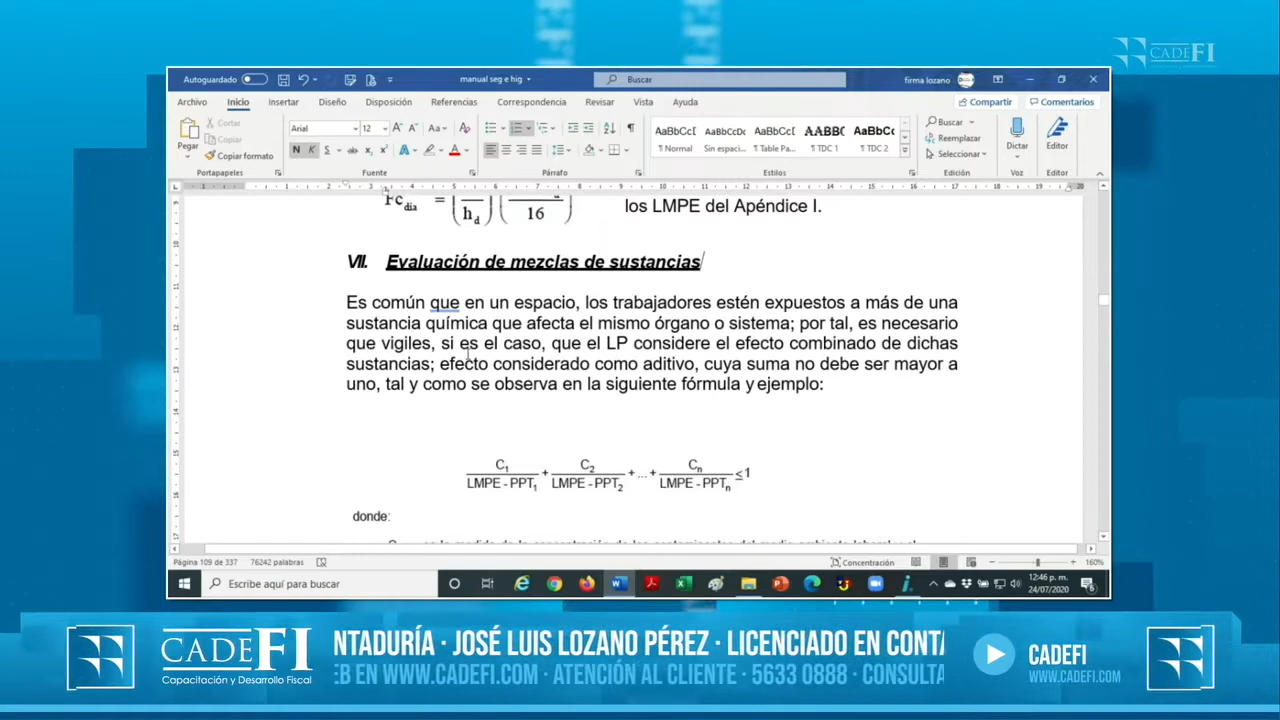 CADEFI
Autoguardado
manual seg e hig
Buscar
firma lozano
Archivo Inicio Insertar Diseño Disposición Referencias Correspondencia Revisar Vista Ayuda Compartir Comentarios
Pegar
Cortar
Copiar
Copiar formato
Arial 12
N K S
AaBbCcI AaBbCcDc AaBbCcI AABB( AaBbCc
¶ Normal Sin espaci... ¶ Table Pa... ¶ TDC 1 ¶ TDC 2
Buscar
Reemplazar
Seleccionar
Dictar
Editor
Portapapeles Fuente Párrafo Estilos Edición Voz Editor
Fc día = ( h d ) ( 16 ) los LMPE del Apéndice I.
VII. Evaluación de mezclas de sustancias
Es común que en un espacio, los trabajadores estén expuestos a más de una
sustancia química que afecta el mismo órgano o sistema; por tal, es necesario
que vigiles, si es el caso, que el LP considere el efecto combinado de dichas
sustancias; efecto considerado como aditivo, cuya suma no debe ser mayor a
uno, tal y como se observa en la siguiente fórmula y ejemplo:
C1 / LMPE - PPT1 + C2 / LMPE - PPT2 + ... + Cn / LMPE - PPTn ≤ 1
donde:
Página 109 de 337 76242 palabras Concentración 160%
Escribe aquí para buscar
12:46 p. m.
24/07/2020
CADEFI
Capacitación y Desarrollo Fiscal
NTADURÍA · JOSÉ LUIS LOZANO PÉREZ · LICENCIADO EN CONTA
EB EN WWW.CADEFI.COM · ATENCIÓN AL CLIENTE · 5633 0888 · CONSULTA
CADEFI
WWW.CADEFI.COM